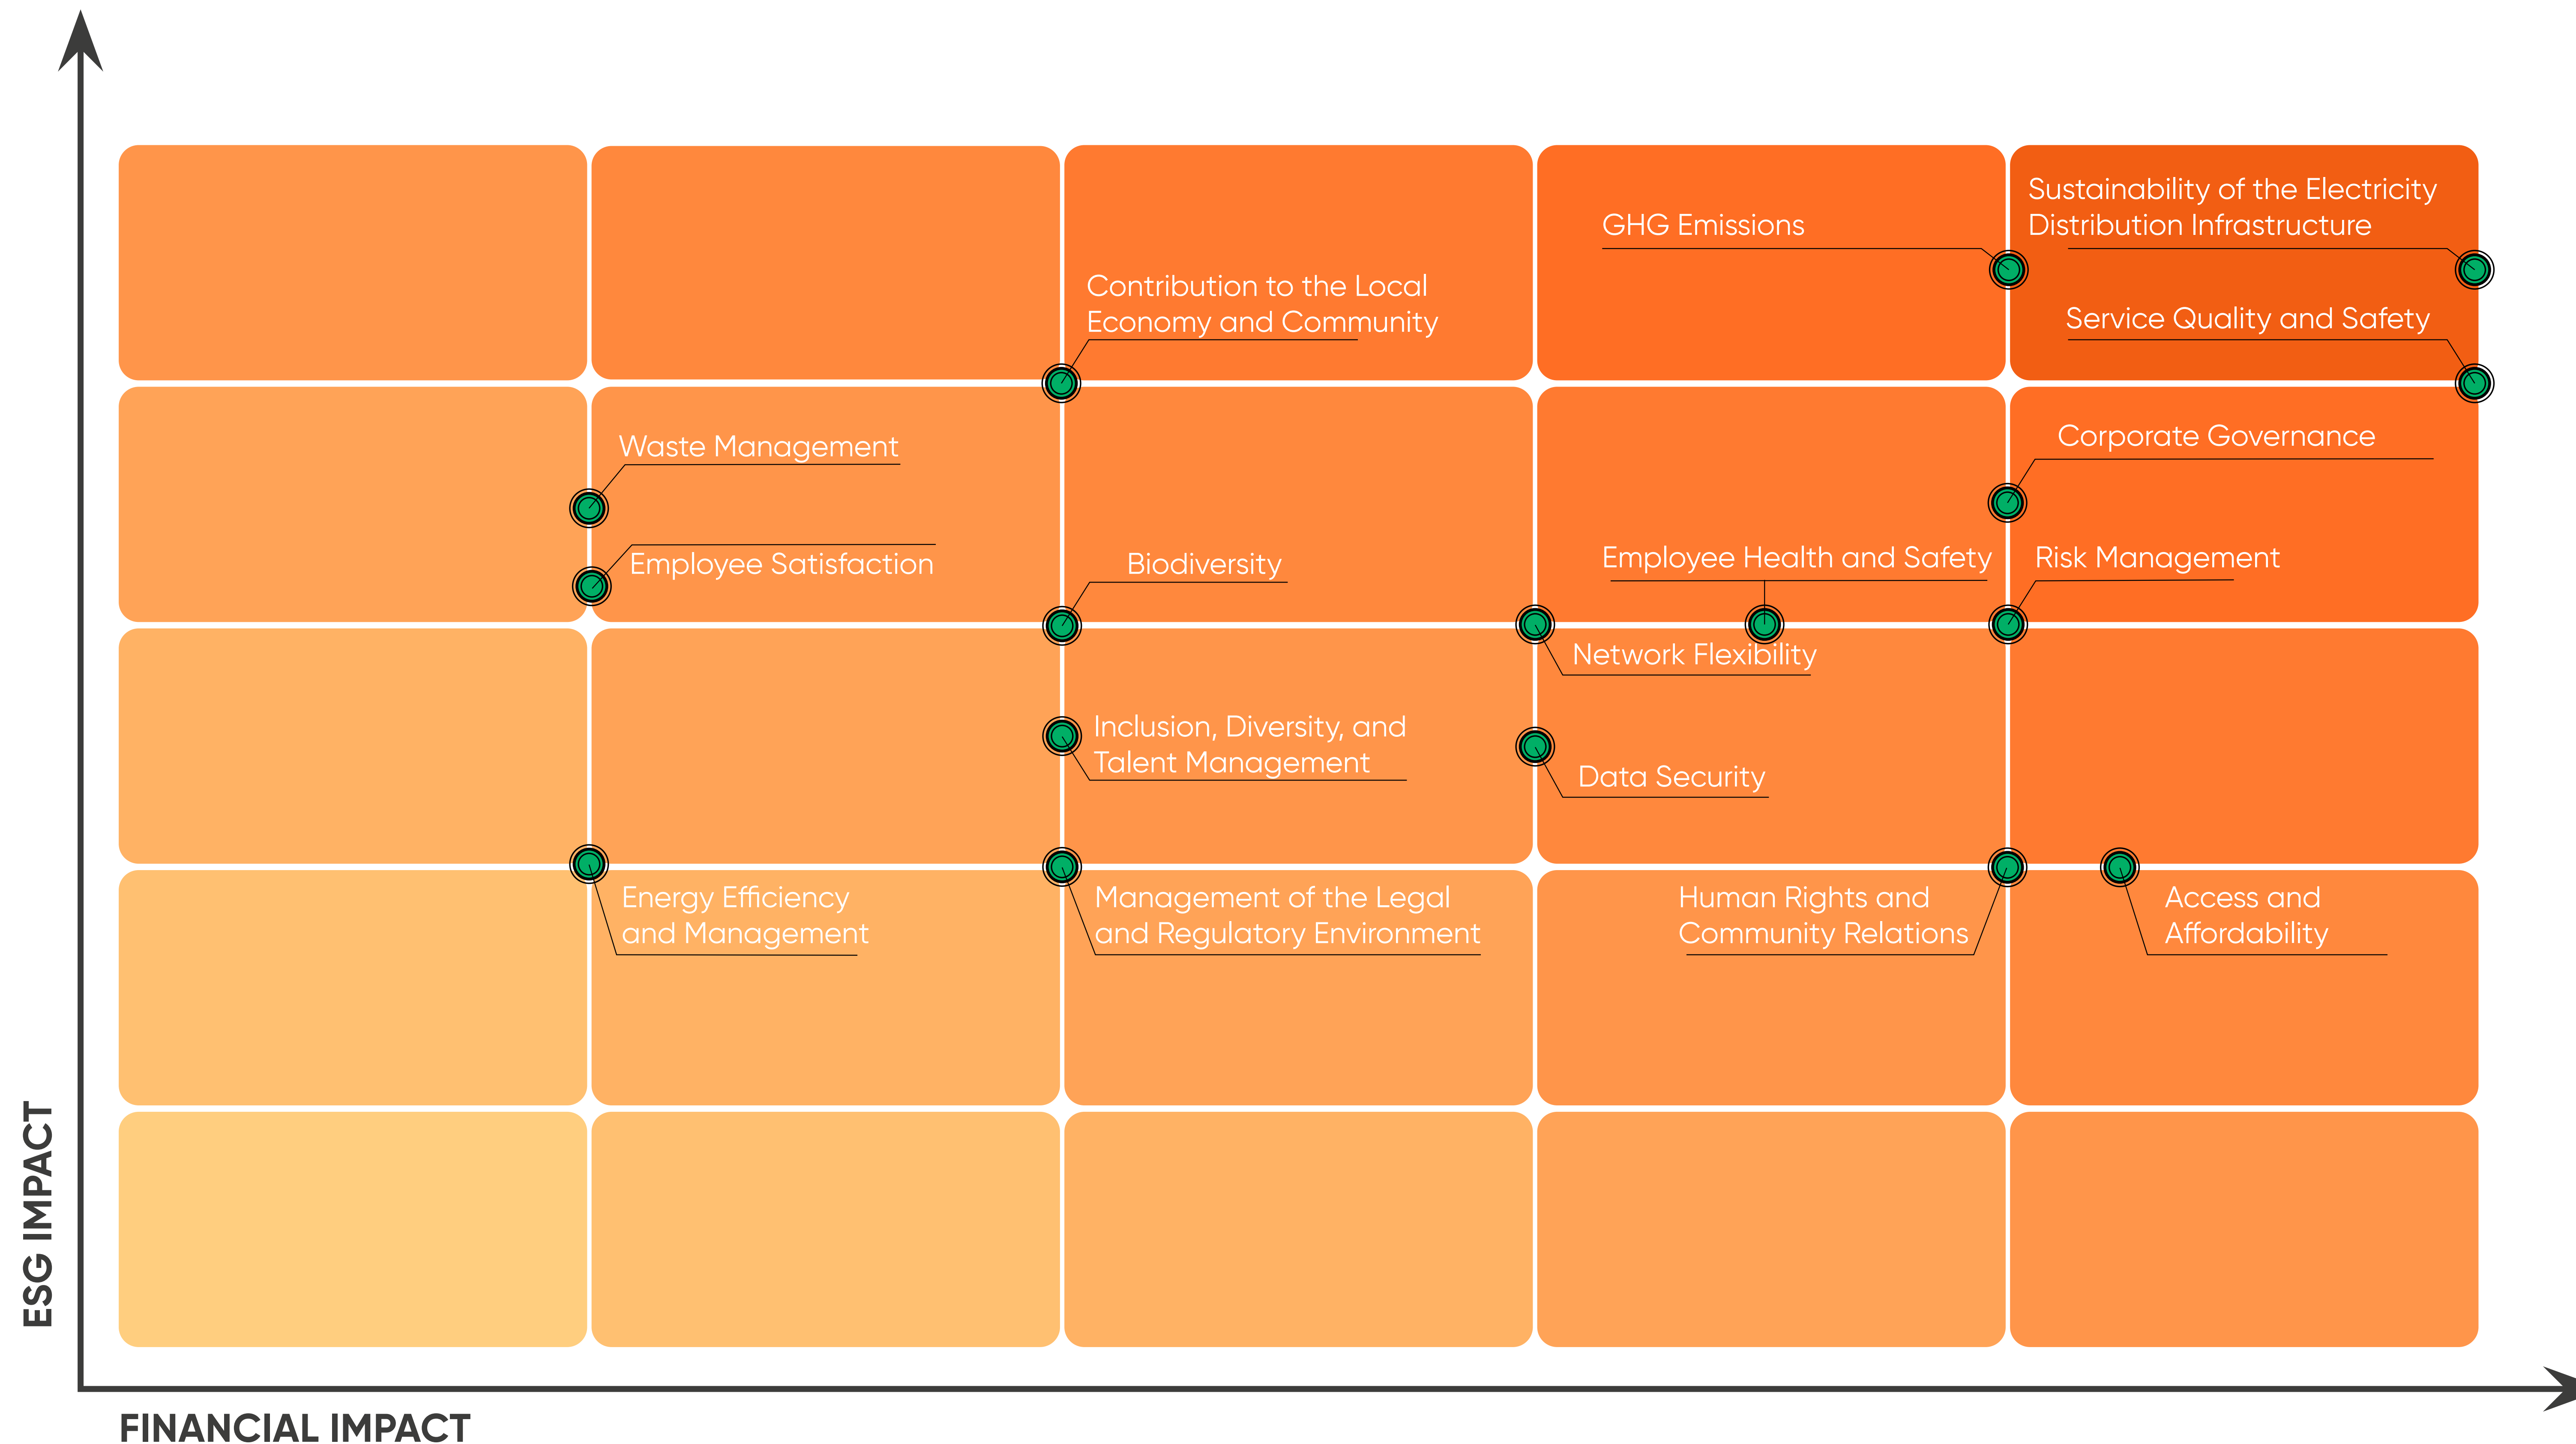 Sustainability of the Electricity
Distribution Infrastructure
GHG Emissions
Contribution to the Local
Economy and Community
Service Quality and Safety
Waste Management
Corporate Governance
Employee Satisfaction
Biodiversity
Employee Health and Safety
Risk Management
Network Flexibility
Inclusion, Diversity, and
Talent Management
Data Security
Energy Efficiency
and Management
Management of the Legal
and Regulatory Environment
Human Rights and
Community Relations
Access and
Affordability
ESG IMPACT
FINANCIAL IMPACT